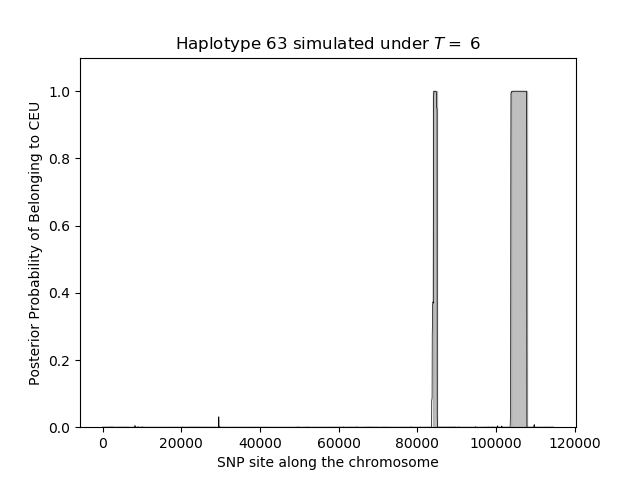 Haplotype 63 simulated under T = 6
Posterior Probability of Belonging to CEU
1.0
0.8
0.6
0.4
0.2
0.0
0 20000 40000 60000 80000 100000 120000
SNP site along the chromosome